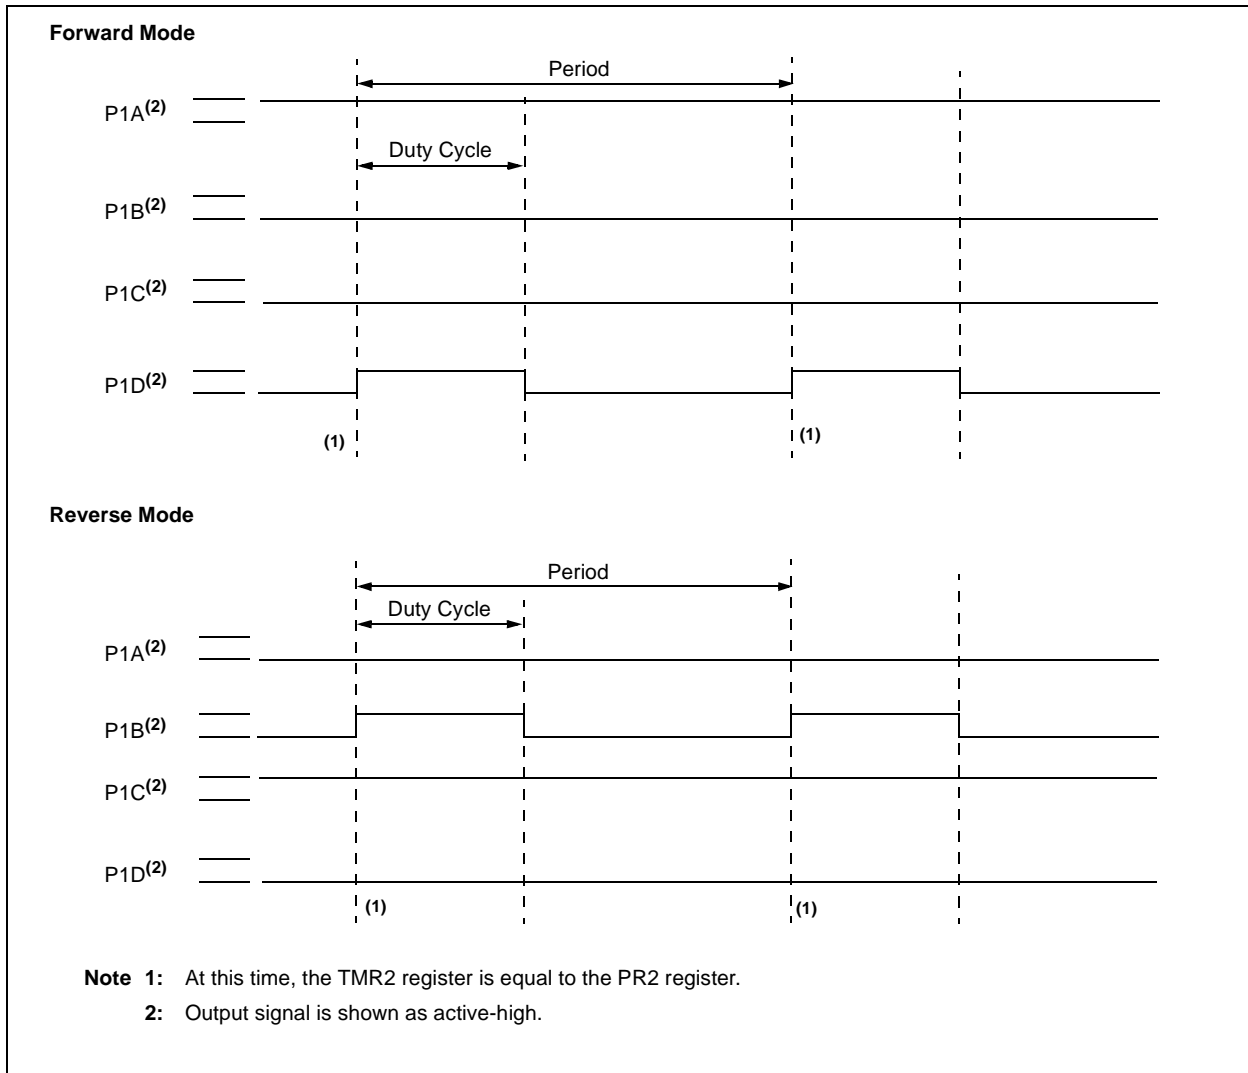 Forward Mode
Period
P1A(2)
Duty Cycle
P1B(2)
P1C(2)
P1D(2)
(1)
(1)
Reverse Mode
Period
Duty Cycle
P1A(2)
P1B(2)
P1C(2)
P1D(2)
(1)
(1)
Note 1: At this time, the TMR2 register is equal to the PR2 register.
2: Output signal is shown as active-high.